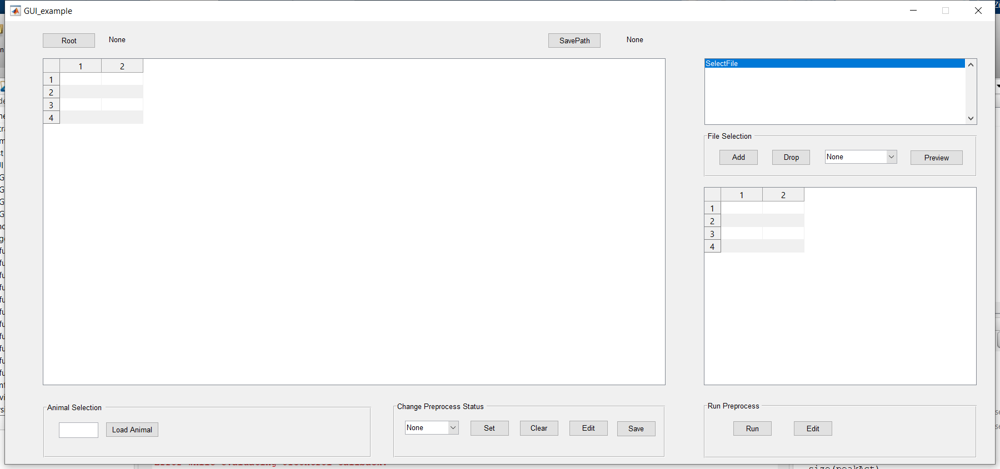 GUI_example
Root None SavePath None
1 2
1
2
3
4
SelectFile
File Selection
Add Drop None Preview
1 2
1
2
3
4
Animal Selection
Load Animal
Change Preprocess Status
None Set Clear Edit Save
Run Preprocess
Run Edit
size(peakAct)